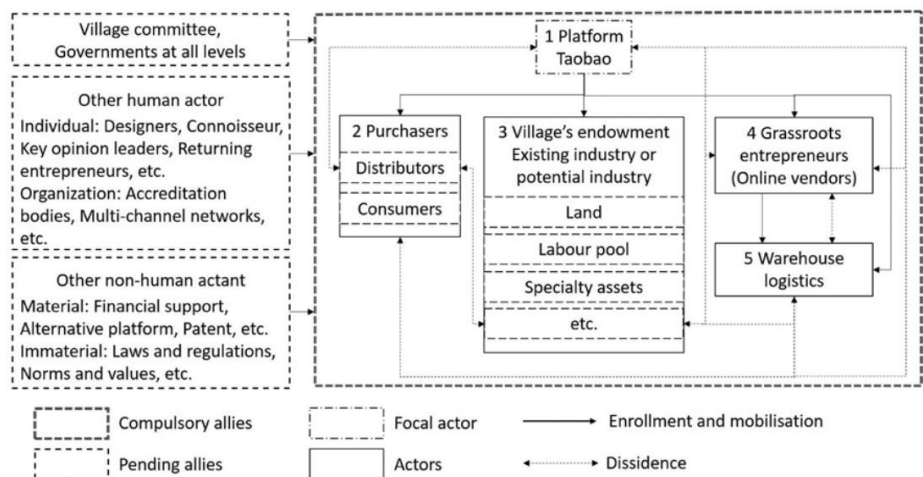 Village committee,
Governments at all levels
Other human actor
Individual: Designers, Connoisseur,
Key opinion leaders, Returning
entrepreneurs, etc.
Organization: Accreditation
bodies, Multi-channel networks,
etc.
Other non-human actant
Material: Financial support,
Alternative platform, Patent, etc.
Immaterial: Laws and regulations,
Norms and values, etc.
1 Platform
Taobao
2 Purchasers
Distributors
Consumers
3 Village's endowment
Existing industry or
potential industry
Land
Labour pool
Specialty assets
etc.
4 Grassroots
entrepreneurs
(Online vendors)
5 Warehouse
logistics
Compulsory allies
Focal actor
Enrollment and mobilisation
Pending allies
Actors
Dissidence